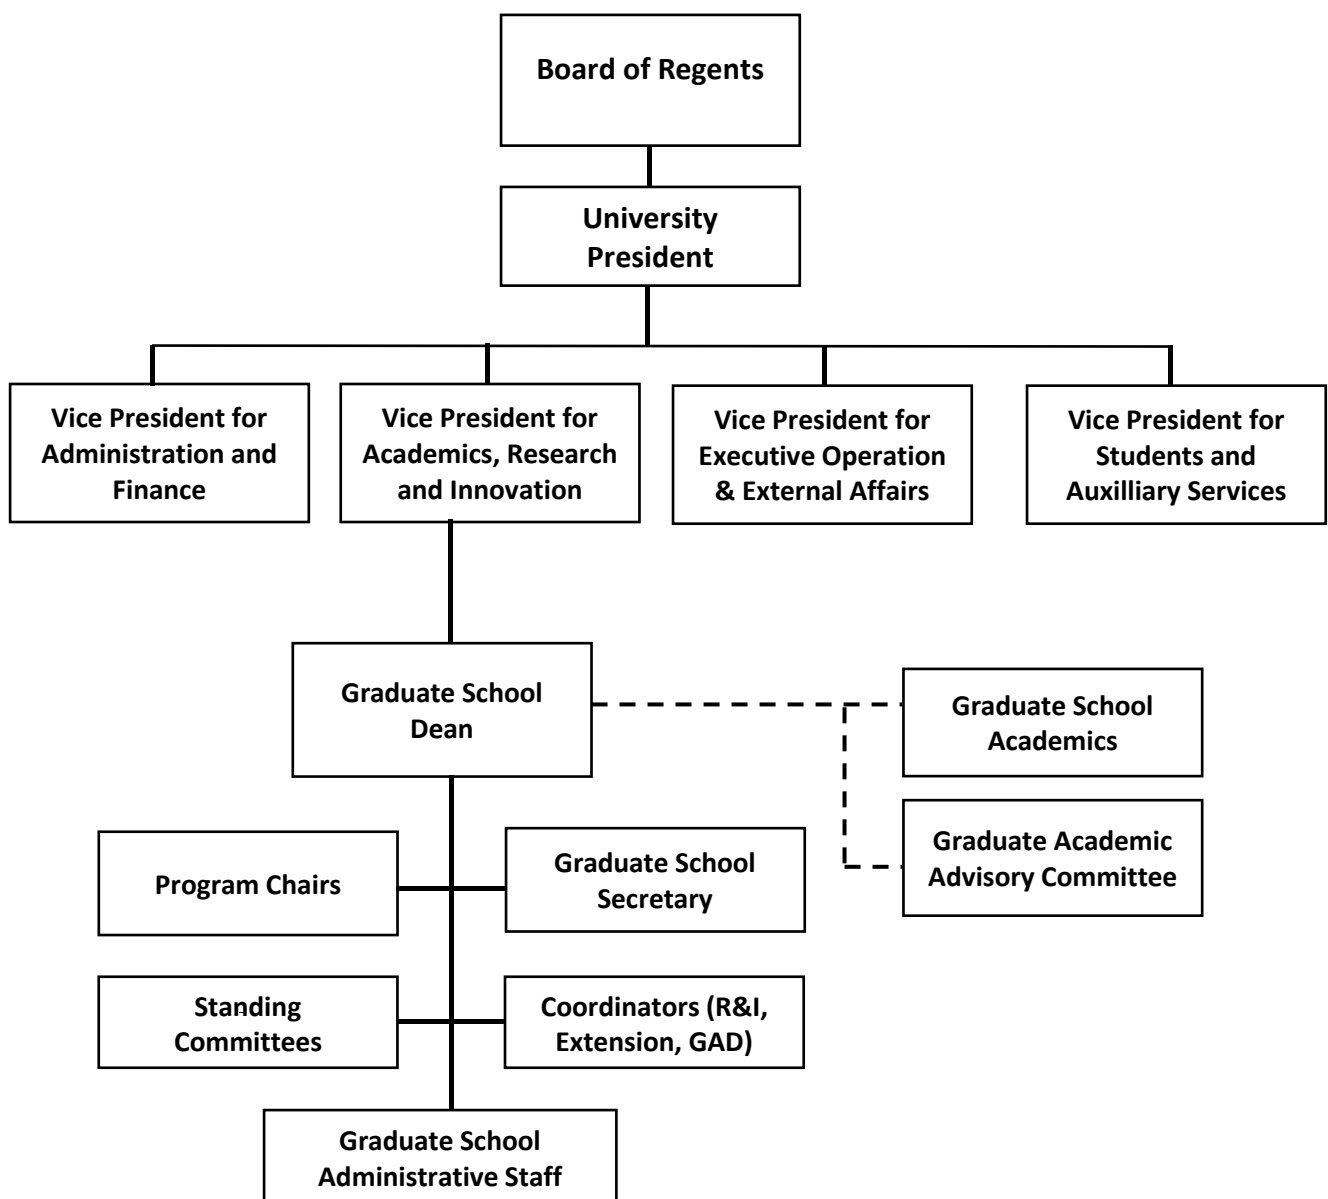 Board of Regents
University
President
Vice President for
Administration and
Finance
Vice President for
Academics, Research
and Innovation
Vice President for
Executive Operation
& External Affairs
Vice President for
Students and
Auxilliary Services
Graduate School
Dean
Graduate School
Academics
Graduate Academic
Advisory Committee
Program Chairs
Graduate School
Secretary
Standing
Committees
Coordinators (R&I,
Extension, GAD)
Graduate School
Administrative Staff